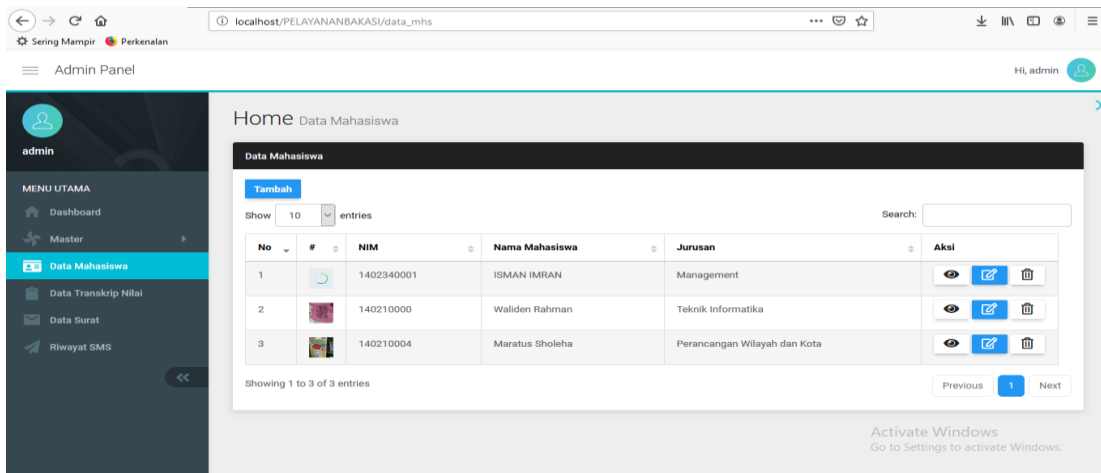 localhost/PELAYANANBAKASI/data_mhs
Sering Mampir Perkenalan
Admin Panel Hi, admin
admin
MENU UTAMA
Dashboard
Master
Data Mahasiswa
Data Transkrip Nilai
Data Surat
Riwayat SMS
Home Data Mahasiswa
Data Mahasiswa
Tambah
Show 10 entries Search:
No # NIM Nama Mahasiswa Jurusan Aksi
1 1402340001 ISMAN IMRAN Management
2 140210000 Waliden Rahman Teknik Informatika
3 140210004 Maratus Sholeha Perancangan Wilayah dan Kota
Showing 1 to 3 of 3 entries Previous 1 Next
Activate Windows
Go to Settings to activate Windows.